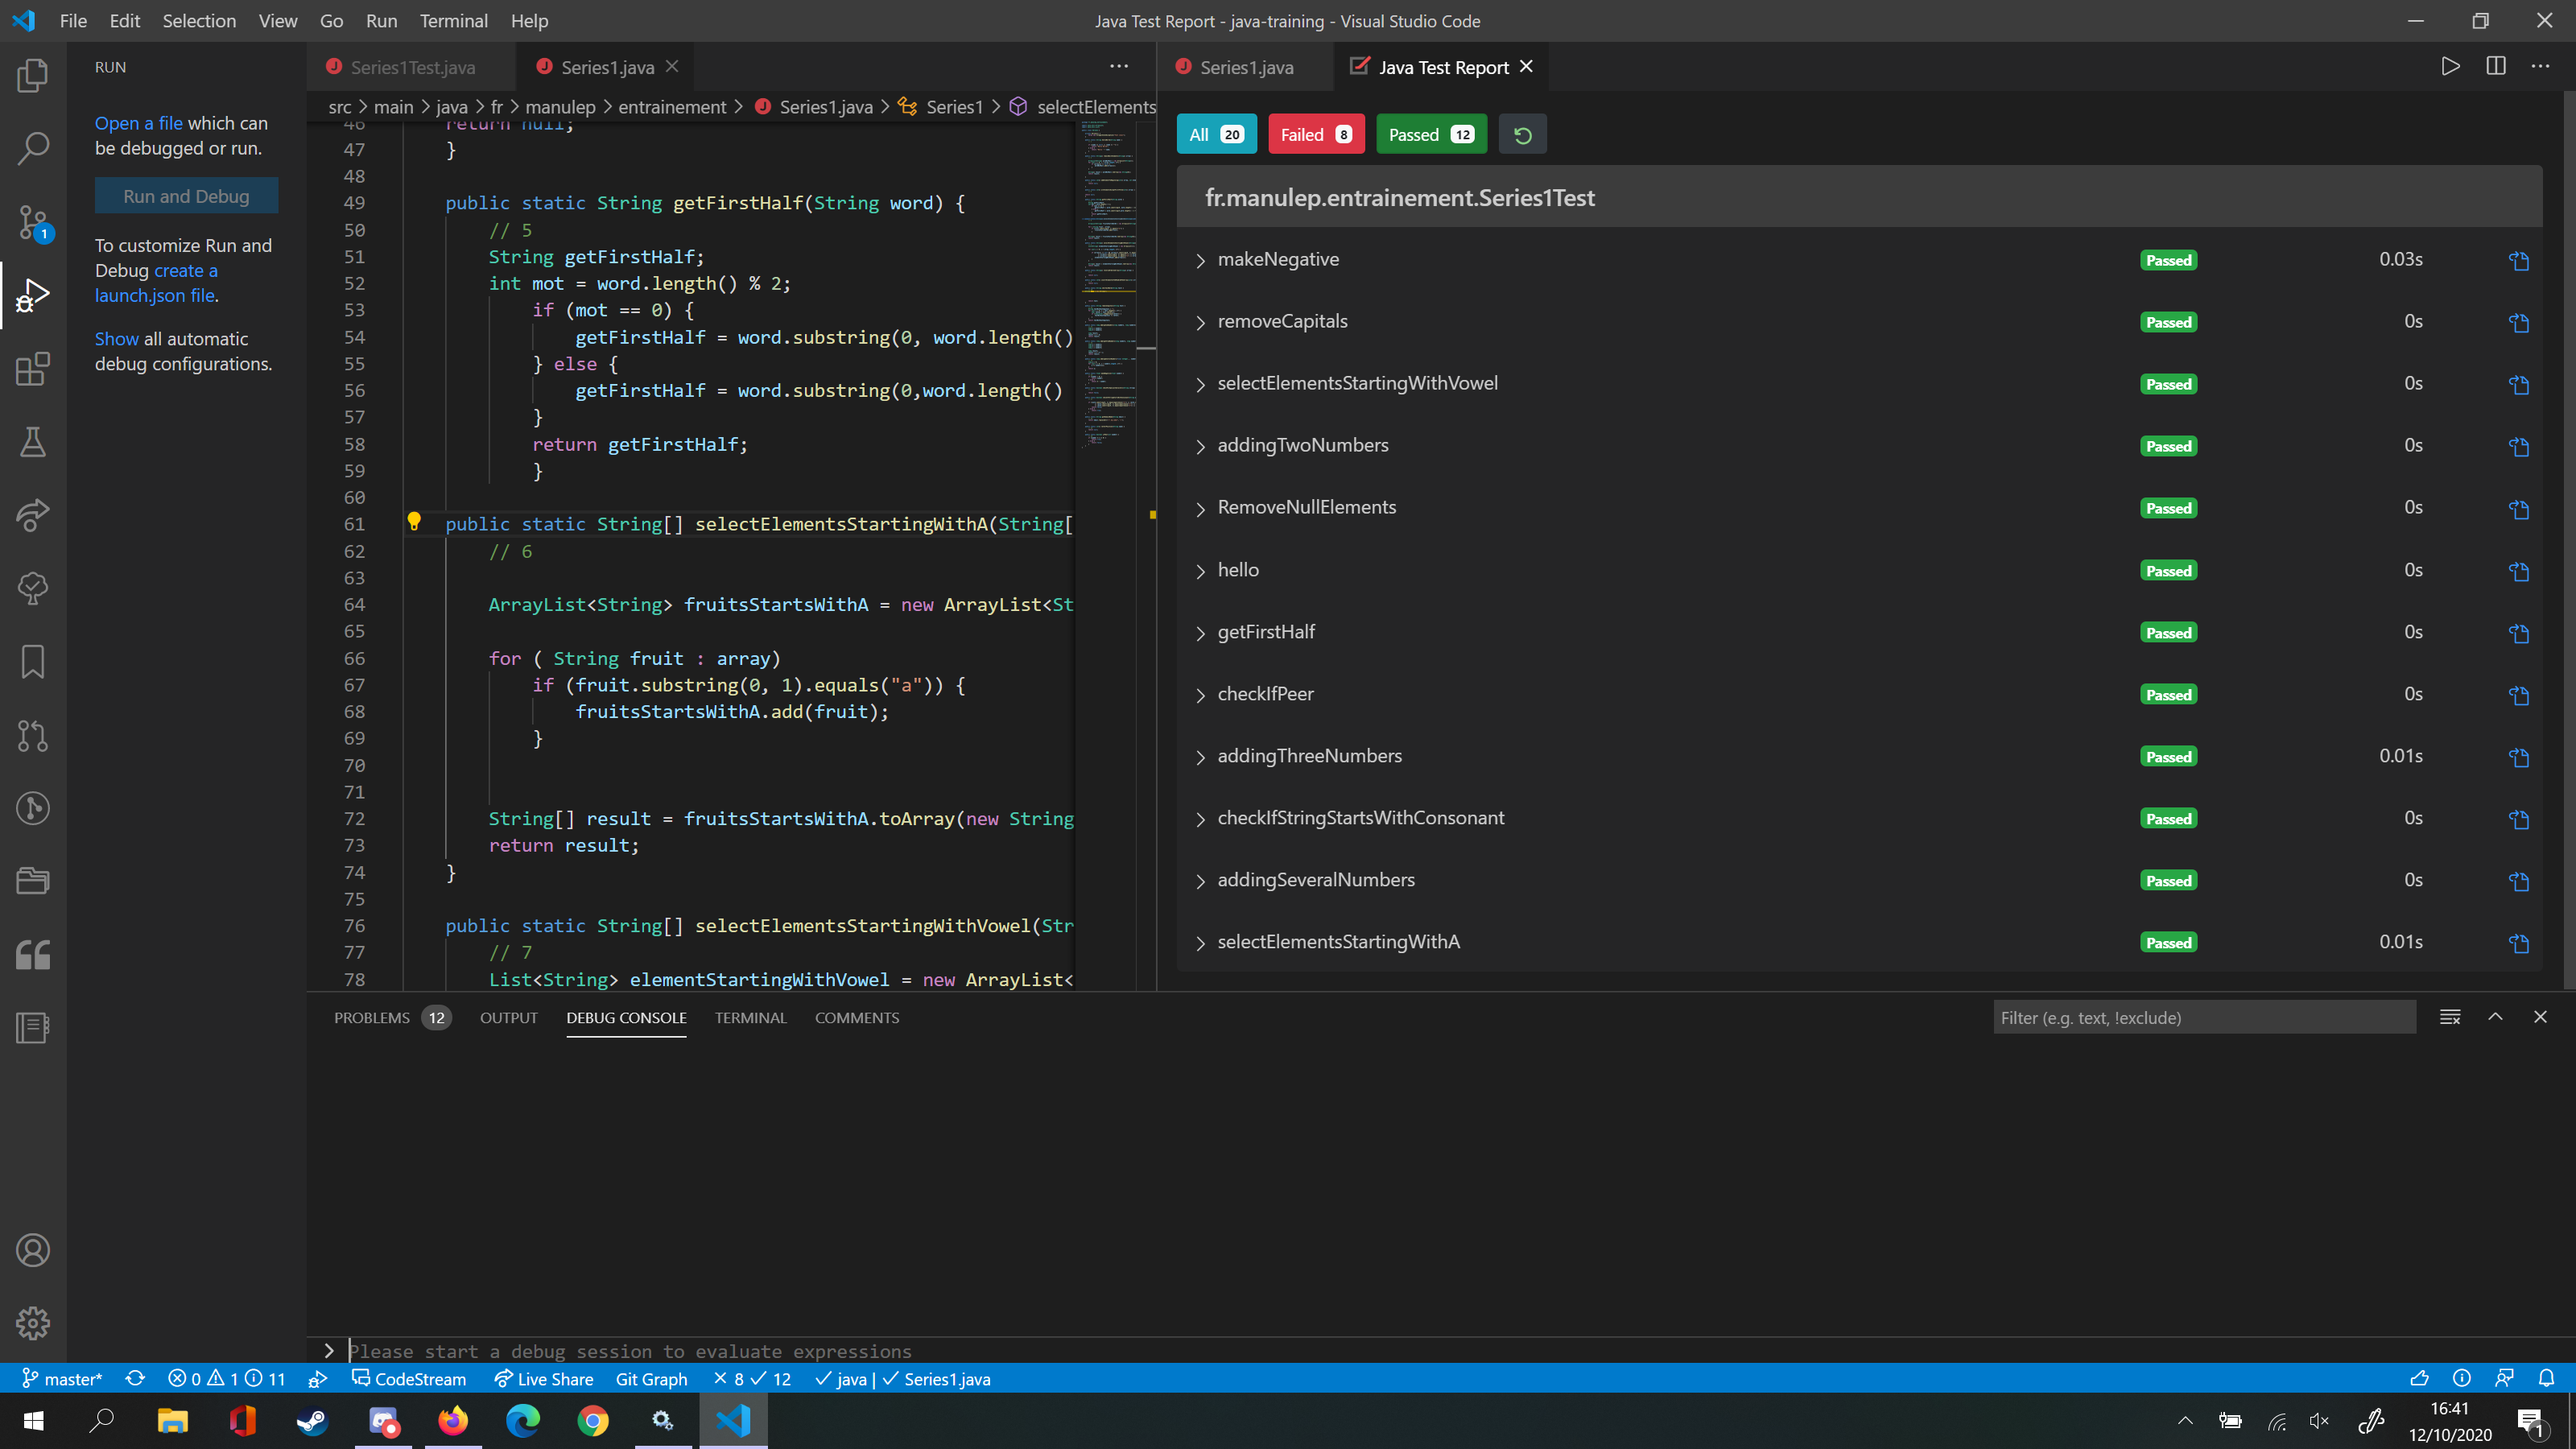 File Edit Selection View Go Run Terminal Help
Java Test Report - java-training - Visual Studio Code
RUN
Open a file which can
be debugged or run.
Run and Debug
To customize Run and
Debug create a
launch.json file.
Show all automatic
debug configurations.
Series1Test.java Series1.java
src > main > java > fr > manulep > entrainement > Series1.java > Series1 > selectElements
46 return null;
47 }
48
49 public static String getFirstHalf(String word) {
50 // 5
51 String getFirstHalf;
52 int mot = word.length() % 2;
53 if (mot == 0) {
54 getFirstHalf = word.substring(0, word.length()
55 } else {
56 getFirstHalf = word.substring(0,word.length()
57 }
58 return getFirstHalf;
59 }
60
61 public static String[] selectElementsStartingWithA(String[
62 // 6
63
64 ArrayList<String> fruitsStartsWithA = new ArrayList<St
65
66 for ( String fruit : array)
67 if (fruit.substring(0, 1).equals("a")) {
68 fruitsStartsWithA.add(fruit);
69 }
70
71
72 String[] result = fruitsStartsWithA.toArray(new String
73 return result;
74 }
75
76 public static String[] selectElementsStartingWithVowel(Str
77 // 7
78 List<String> elementStartingWithVowel = new ArrayList<
Series1.java Java Test Report
All 20 Failed 8 Passed 12
fr.manulep.entrainement.Series1Test
makeNegative Passed 0.03s
removeCapitals Passed 0s
selectElementsStartingWithVowel Passed 0s
addingTwoNumbers Passed 0s
RemoveNullElements Passed 0s
hello Passed 0s
getFirstHalf Passed 0s
checkIfPeer Passed 0s
addingThreeNumbers Passed 0.01s
checkIfStringStartsWithConsonant Passed 0s
addingSeveralNumbers Passed 0s
selectElementsStartingWithA Passed 0.01s
PROBLEMS 12 OUTPUT DEBUG CONSOLE TERMINAL COMMENTS
Filter (e.g. text, !exclude)
Please start a debug session to evaluate expressions
1
master* 0 1 11 CodeStream Live Share Git Graph 8 12 java | Series1.java
16:41
12/10/2020
1